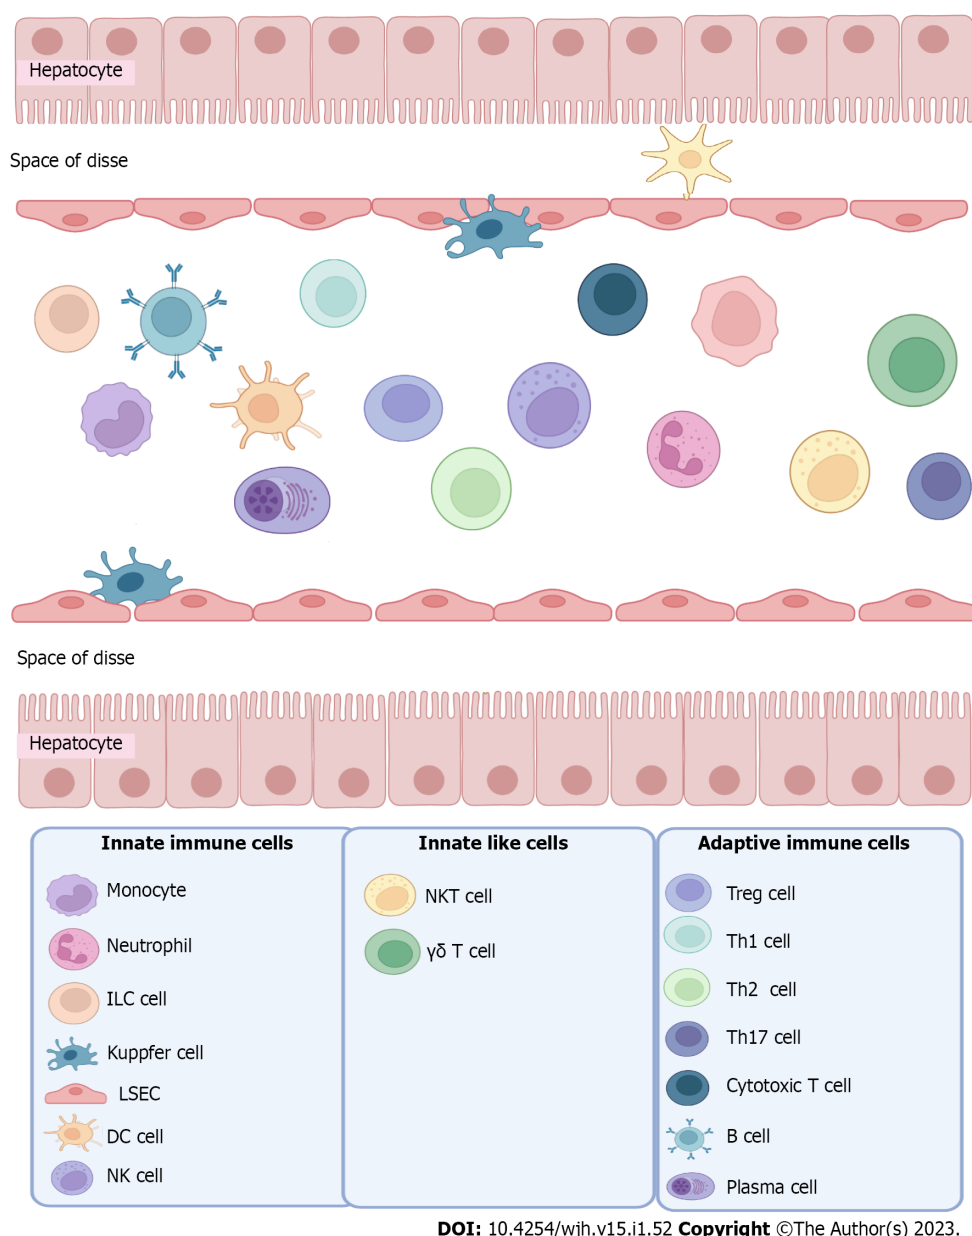 Hepatocyte
Space of disse
Space of disse
Hepatocyte
Innate immune cells
Monocyte
Neutrophil
ILC cell
Kuppfer cell
LSEC
DC cell
NK cell
Innate like cells
NKT cell
γδ T cell
Adaptive immune cells
Treg cell
Th1 cell
Th2 cell
Th17 cell
Cytotoxic T cell
B cell
Plasma cell
DOI: 10.4254/wjh.v15.i1.52 Copyright ©The Author(s) 2023.